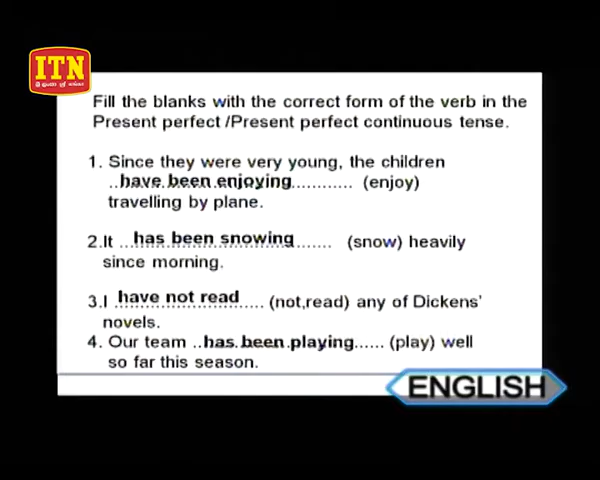 ITN
Fill the blanks with the correct form of the verb in the
Present perfect /Present perfect continuous tense.
1. Since they were very young, the children
..have been enjoying............ (enjoy)
travelling by plane.
2.It ...has been snowing....... (snow) heavily
since morning.
3.I have not read ..... (not,read) any of Dickens'
novels.
4. Our team ..has been playing...... (play) well
so far this season.
ENGLISH